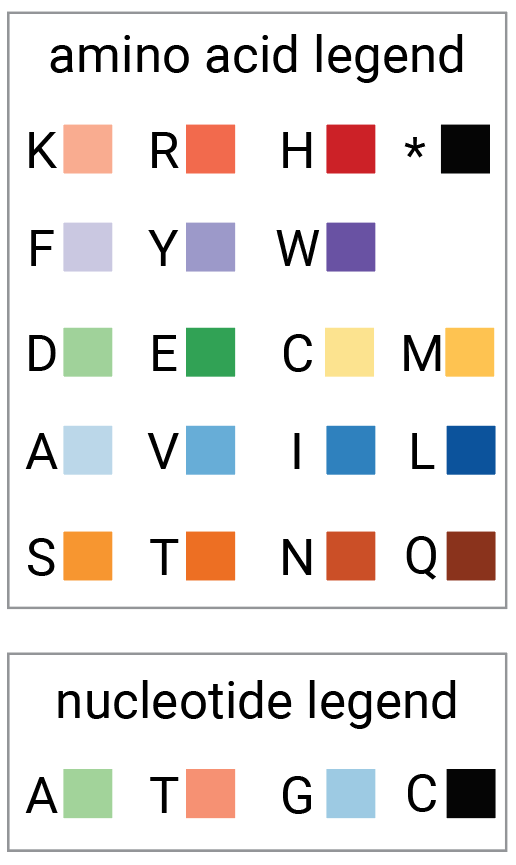 amino acid legend
K R H *
F Y W
D E C M
A V I L
S T N Q
nucleotide legend
A T G C